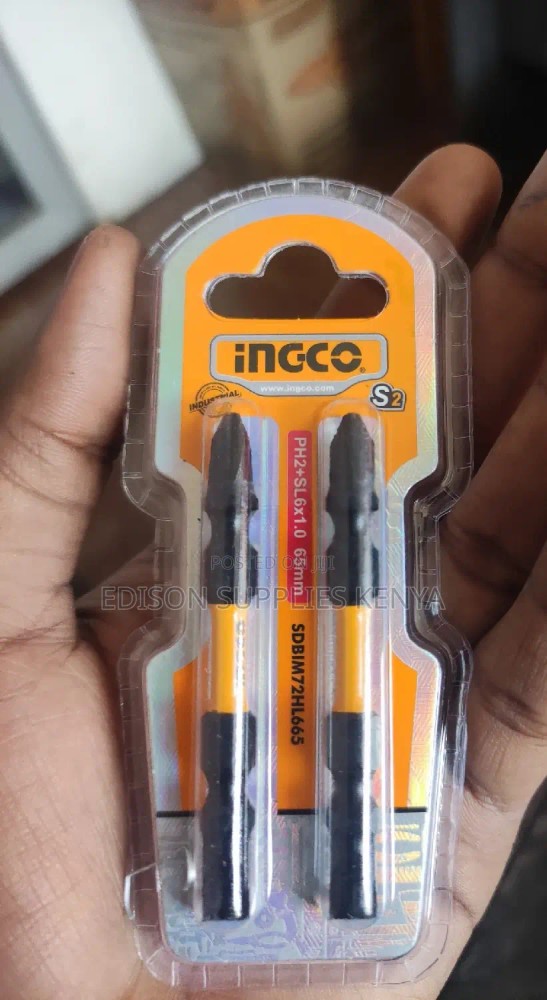 INGCO
www.ingco.com
INDUSTRIAL
S2
PH2+SL6x1.0 65mm
SDBIM72HL665
POSTED ON JIJI
EDISON SUPPLIES KENYA